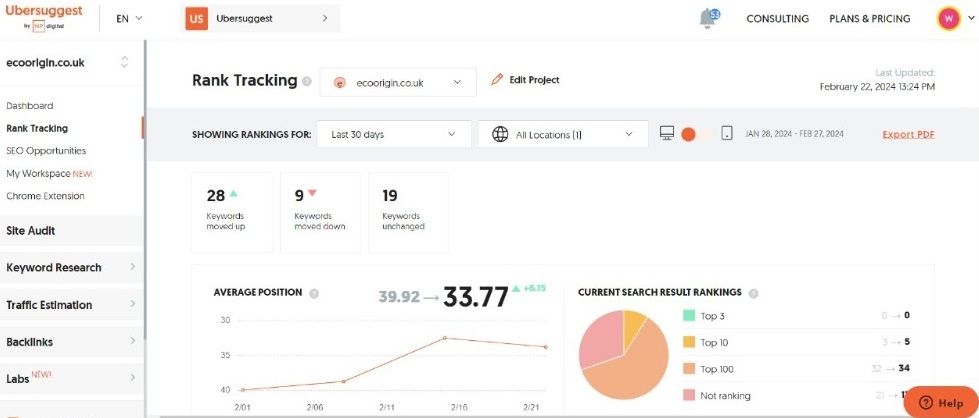 Ubersuggest
by NP digital
EN
US Ubersuggest
53
CONSULTING
PLANS & PRICING
W
ecoorigin.co.uk
Dashboard
Rank Tracking
SEO Opportunities
My Workspace NEW!
Chrome Extension
Site Audit
Keyword Research
Traffic Estimation
Backlinks
Labs NEW!
Rank Tracking ?
e ecoorigin.co.uk
Edit Project
Last Updated:
February 22, 2024 13:24 PM
SHOWING RANKINGS FOR:
Last 30 days
All Locations (1)
JAN 28, 2024 - FEB 27, 2024
Export PDF
28
Keywords
moved up
9
Keywords
moved down
19
Keywords
unchanged
AVERAGE POSITION ?
39.92 → 33.77 +6.15
30
35
40
2/01 2/06 2/11 2/16 2/21
CURRENT SEARCH RESULT RANKINGS ?
Top 3 0 → 0
Top 10 3 → 5
Top 100 32 → 34
Not ranking 21 →
? Help